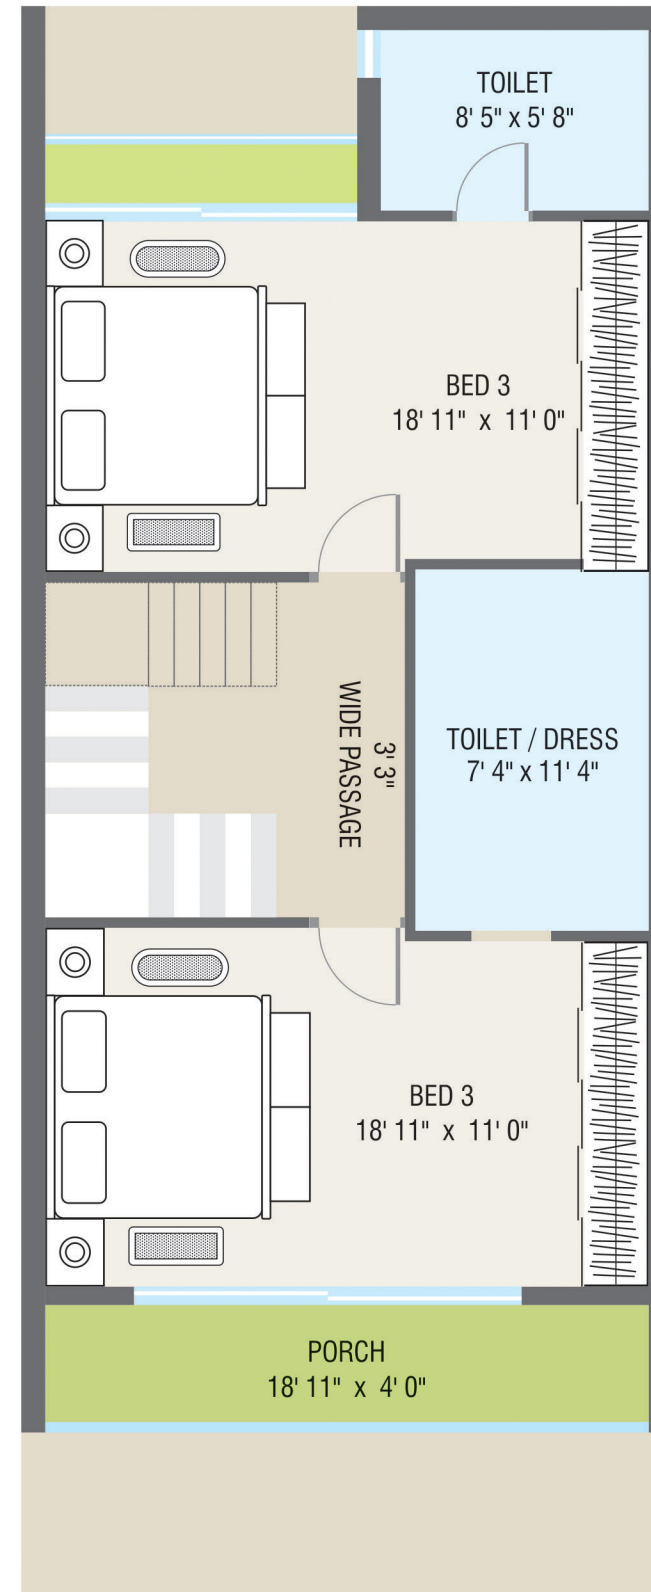 TOILET
8' 5" x 5' 8"
BED 3
18' 11" x 11' 0"
WIDE PASSAGE
3' 3"
TOILET / DRESS
7' 4" x 11' 4"
BED 3
18' 11" x 11' 0"
PORCH
18' 11" x 4' 0"